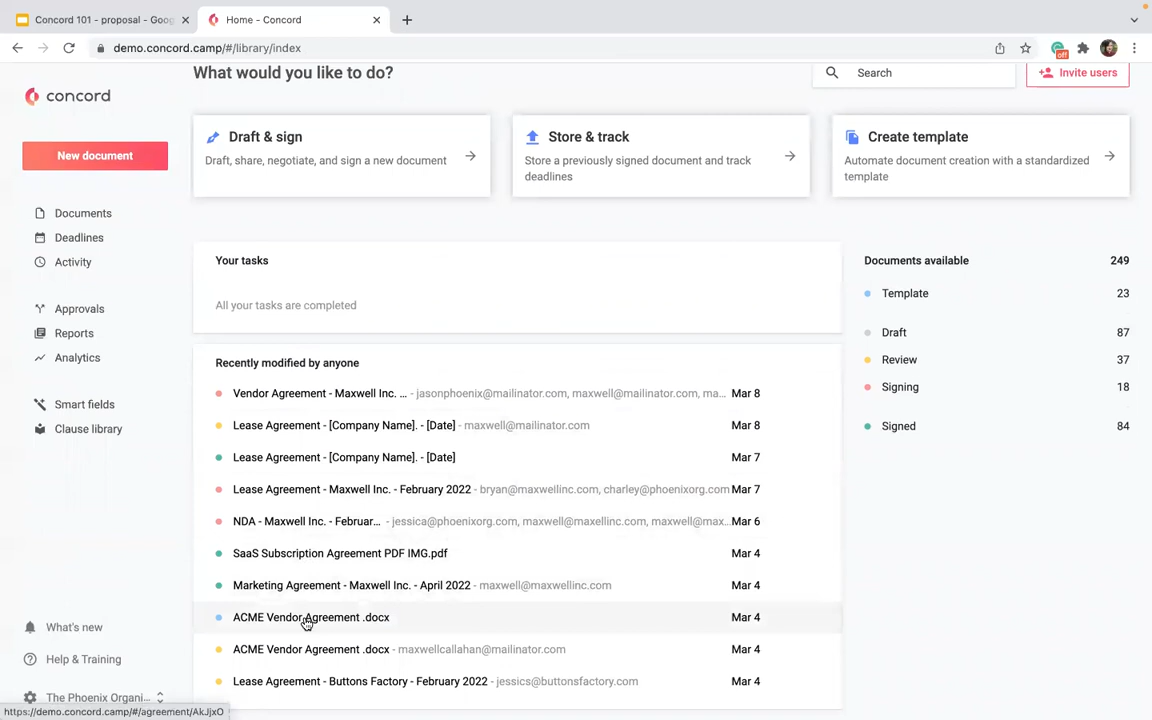 Concord 101 - proposal - Goog
Home - Concord
demo.concord.camp/#/library/index
off
What would you like to do?
Search
Invite users
concord
New document
Draft & sign
Draft, share, negotiate, and sign a new document
Store & track
Store a previously signed document and track
deadlines
Create template
Automate document creation with a standardized
template
Documents
Deadlines
Activity
Approvals
Reports
Analytics
Smart fields
Clause library
Your tasks
All your tasks are completed
Documents available 249
Template 23
Draft 87
Review 37
Signing 18
Signed 84
Recently modified by anyone
Vendor Agreement - Maxwell Inc. ... - jasonphoenix@mailinator.com, maxwell@mailinator.com, ma... Mar 8
Lease Agreement - [Company Name]. - [Date] - maxwell@mailinator.com Mar 8
Lease Agreement - [Company Name]. - [Date] Mar 7
Lease Agreement - Maxwell Inc. - February 2022 - bryan@maxweilinc.com, charley@phoenixorg.com Mar 7
NDA - Maxwell Inc. - Februar... - jessica@phoenixorg.com, maxwell@maxellinc.com, maxwell@max... Mar 6
SaaS Subscription Agreement PDF IMG.pdf Mar 4
Marketing Agreement - Maxwell Inc. - April 2022 - maxwell@maxwellinc.com Mar 4
ACME Vendor Agreement .docx Mar 4
ACME Vendor Agreement .docx - maxwellcallahan@mailinator.com Mar 4
Lease Agreement - Buttons Factory - February 2022 - jessics@buttonsfactory.com Mar 4
What's new
Help & Training
The Phoenix Organi...
https://demo.concord.camp/#/agreement/AkJjxO